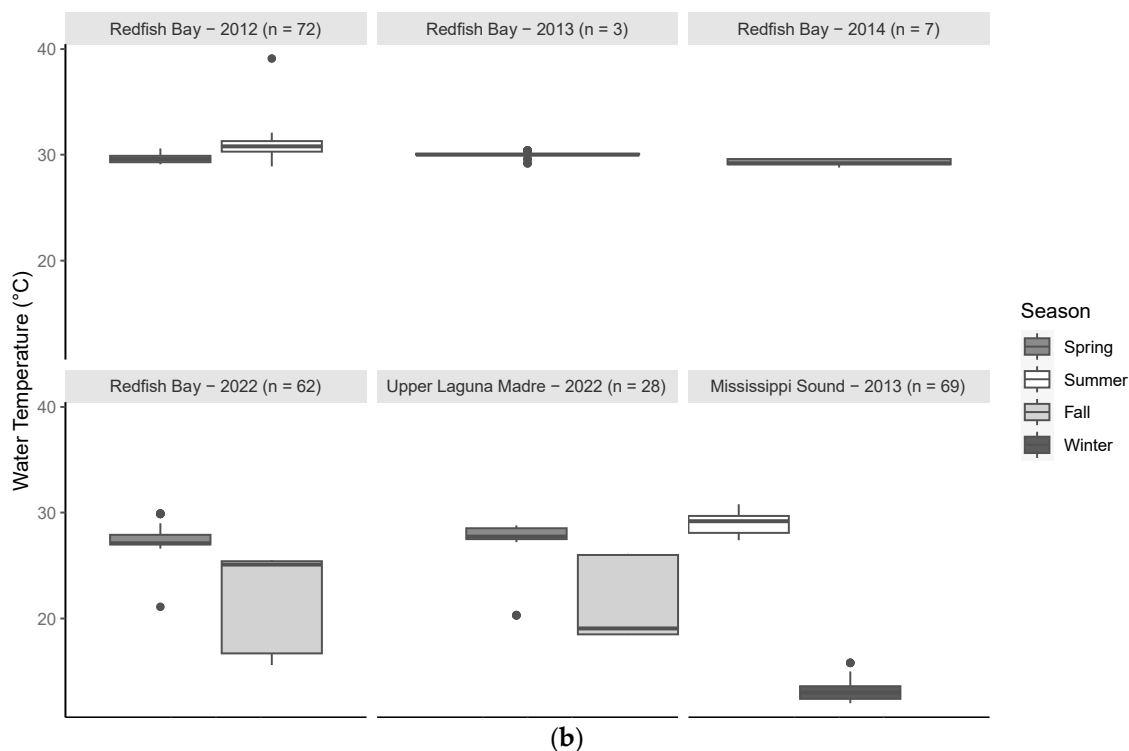 Redfish Bay − 2012 (n = 72)
Redfish Bay − 2013 (n = 3)
Redfish Bay − 2014 (n = 7)
40
30
20
Water Temperature (°C)
Redfish Bay − 2022 (n = 62)
Upper Laguna Madre − 2022 (n = 28)
Mississippi Sound − 2013 (n = 69)
40
30
20
Season
Spring
Summer
Fall
Winter
(b)